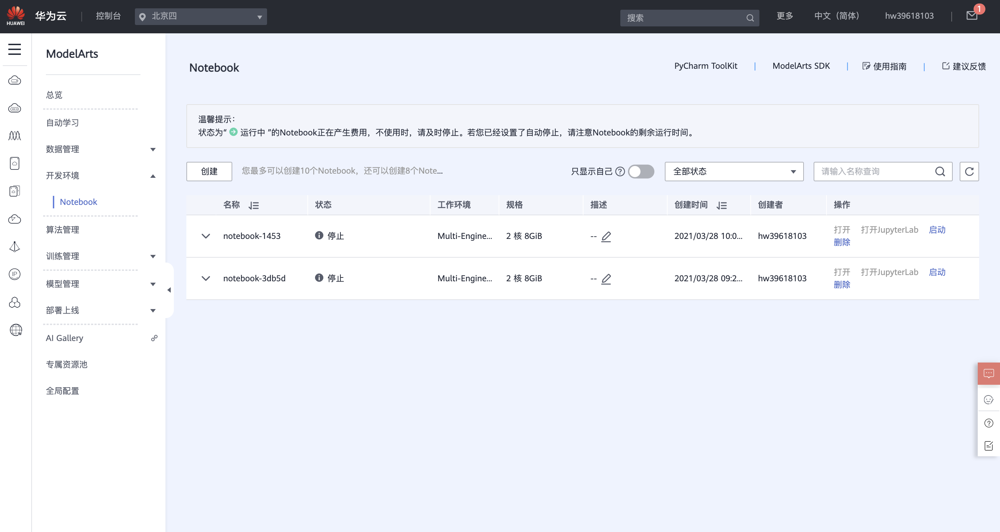 HUAWEI
华为云 | 控制台 北京四 搜索 更多 中文（简体） hw39618103 | 1
ModelArts
总览
自动学习
数据管理
开发环境
Notebook
算法管理
训练管理
模型管理
部署上线
AI Gallery
专属资源池
全局配置
IP
W
Notebook
PyCharm ToolKit | ModelArts SDK | 使用指南 | 建议反馈
温馨提示：
状态为“ 运行中 ”的Notebook正在产生费用，不使用时，请及时停止。若您已经设置了自动停止，请注意Notebook的剩余运行时间。
创建 您最多可以创建10个Notebook，还可以创建8个Note... 只显示自己 全部状态 请输入名称查询
名称 状态 工作环境 规格 描述 创建时间 创建者 操作
notebook-1453 停止 Multi-Engine... 2 核 8GiB -- 2021/03/28 10:0... hw39618103 打开 打开JupyterLab 启动
删除
notebook-3db5d 停止 Multi-Engine... 2 核 8GiB -- 2021/03/28 09:2... hw39618103 打开 打开JupyterLab 启动
删除